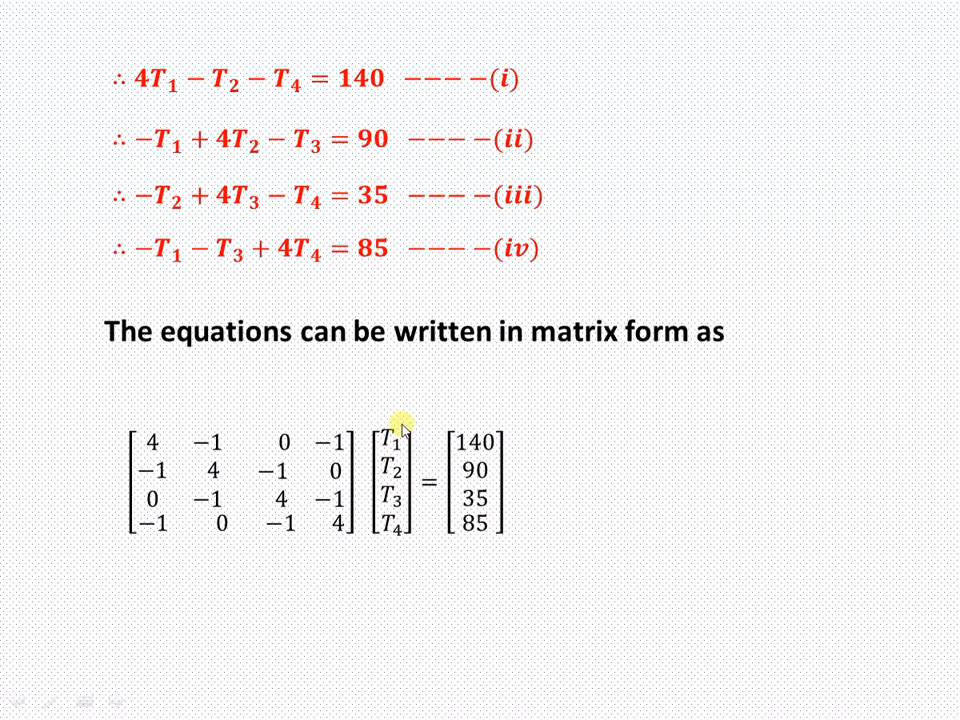 ∴ 4T₁ − T₂ − T₄ = 140 −−−−(i)
∴ −T₁ + 4T₂ − T₃ = 90 −−−−(ii)
∴ −T₂ + 4T₃ − T₄ = 35 −−−−(iii)
∴ −T₁ − T₃ + 4T₄ = 85 −−−−(iv)
The equations can be written in matrix form as
[4 −1 0 −1] [T₁] [140]
[−1 4 −1 0] [T₂] = [90]
[0 −1 4 −1] [T₃] [35]
[−1 0 −1 4] [T₄] [85]